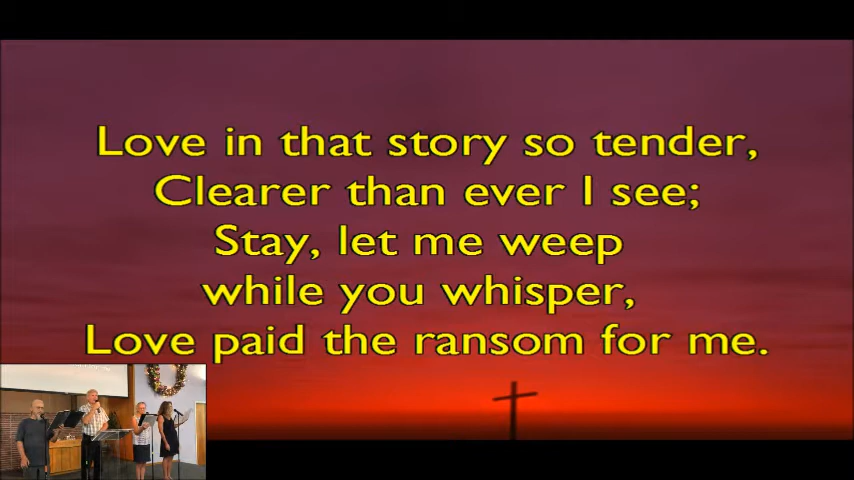 Love in that story so tender,
Clearer than ever I see;
Stay, let me weep
while you whisper,
Love paid the ransom for me.